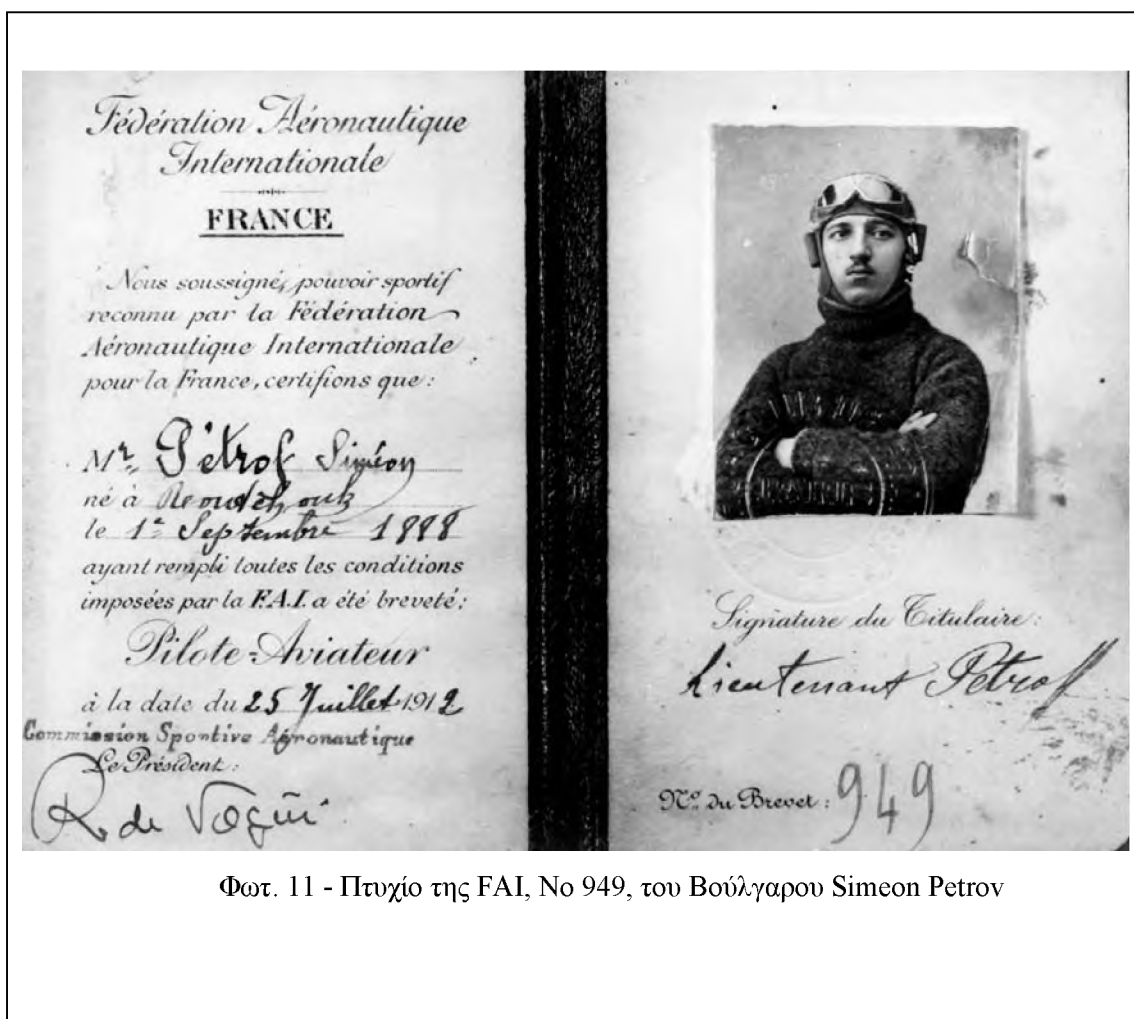 Fédération Aéronautique
Internationale
FRANCE
Nous soussigné, pouvoir sportif
reconnu par la Fédération
Aéronautique Internationale
pour la France, certifions que :
Mr. Pétrof Siméon
né à
le 1er Septembre 1888
ayant rempli toutes les conditions
imposées par la F.A.I. a été breveté :
Pilote-Aviateur
à la date du 25 Juillet 1912
Commission Sportive Aéronautique
Le Président :
R. de Vogüé
Signature du Titulaire :
Lieutenant Pétroff
No. du Brevet : 949
Φωτ. 11 - Πτυχίο της FAI, No 949, του Βούλγαρου Simeon Petrov